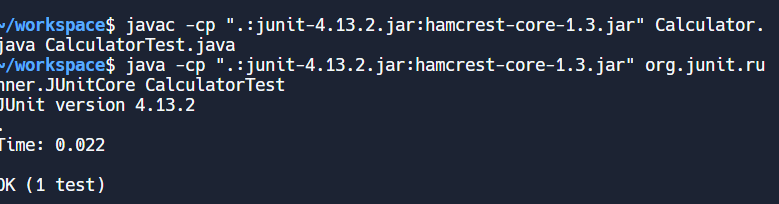 ~/workspace$ javac -cp ".:junit-4.13.2.jar:hamcrest-core-1.3.jar" Calculator.
java CalculatorTest.java
~/workspace$ java -cp ".:junit-4.13.2.jar:hamcrest-core-1.3.jar" org.junit.ru
nner.JUnitCore CalculatorTest
JUnit version 4.13.2
.
Time: 0.022
OK (1 test)